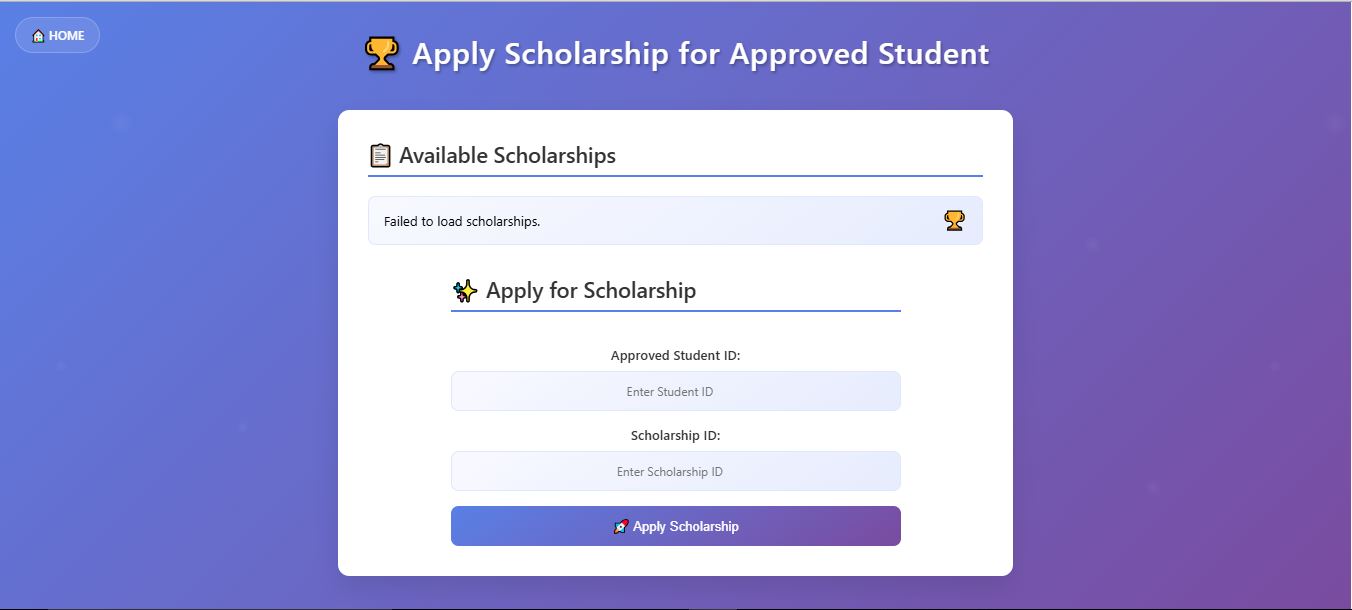 HOME
Apply Scholarship for Approved Student
Available Scholarships
Failed to load scholarships.
Apply for Scholarship
Approved Student ID:
Enter Student ID
Scholarship ID:
Enter Scholarship ID
Apply Scholarship